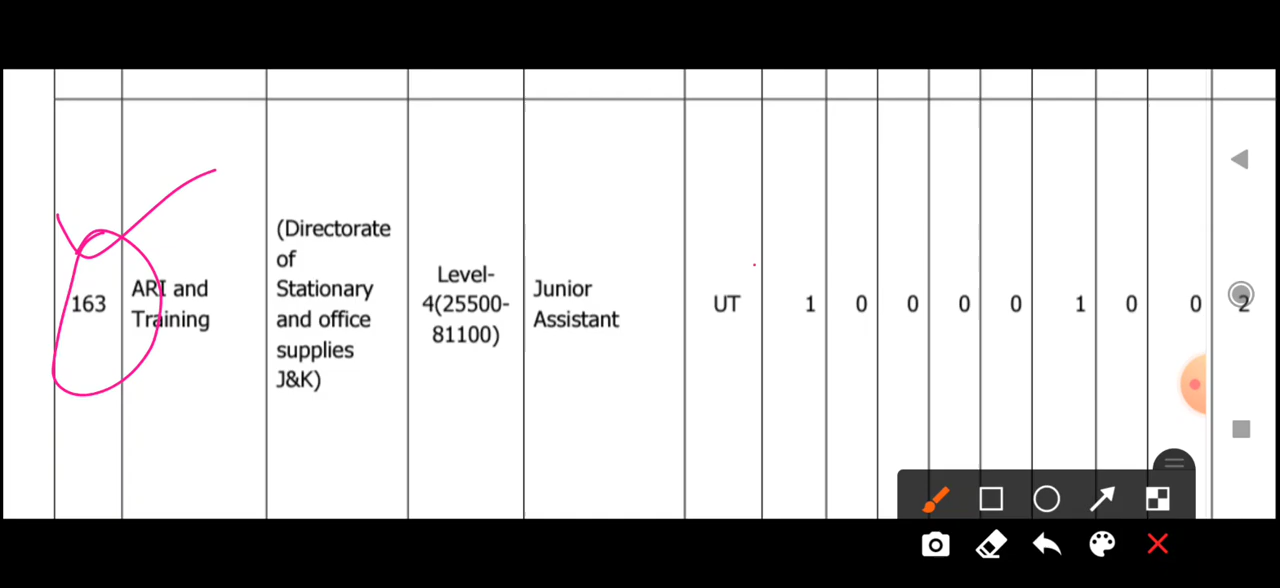 163
ARI and
Training
(Directorate
of
Stationary
and office
supplies
J&K)
Level-
4(25500-
81100)
Junior
Assistant
UT
1 0 0 0 0 1 0 0 2